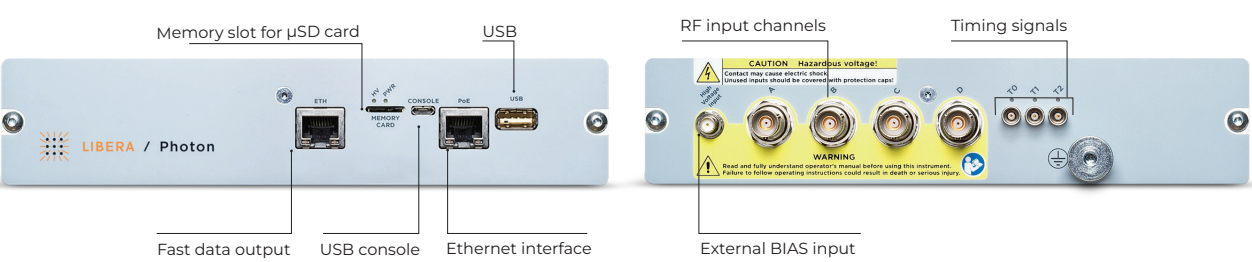 Memory slot for µSD card
USB
ETH
HV
PWR
MEMORY
CARD
CONSOLE
PoE
USB
LIBERA / Photon
Fast data output
USB console
Ethernet interface
RF input channels
Timing signals
CAUTION Hazardous voltage!
Contact may cause electric shock.
Unused inputs should be covered with protection caps!
High
Voltage
Input
A
B
C
D
T0
T1
T2
WARNING
Read and fully understand operator's manual before using this instrument.
Failure to follow operating instructions could result in death or serious injury.
External BIAS input